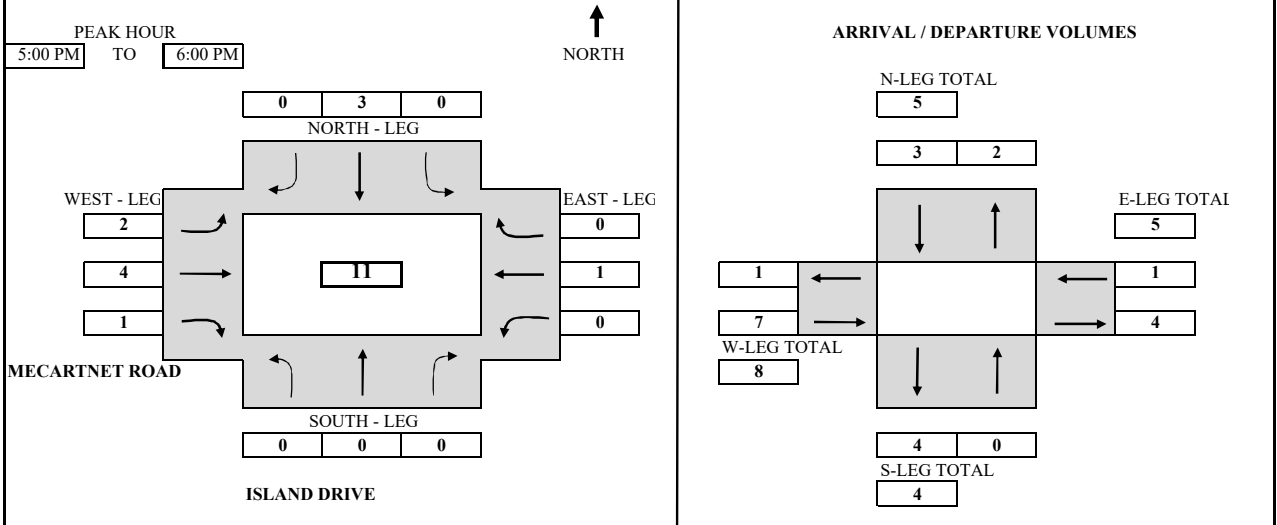 PEAK HOUR
5:00 PM TO 6:00 PM
NORTH
0 3 0
NORTH - LEG
WEST - LEG
EAST - LEG
2
0
4
11
1
1
0
MECARTNET ROAD
SOUTH - LEG
0 0 0
ISLAND DRIVE
ARRIVAL / DEPARTURE VOLUMES
N-LEG TOTAL
5
3 2
E-LEG TOTAL
5
1
1
7
4
W-LEG TOTAL
8
4 0
S-LEG TOTAL
4